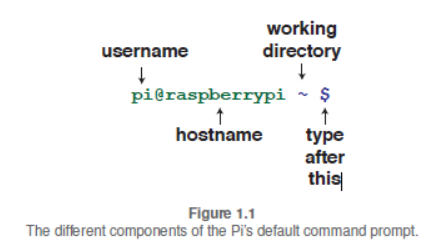 working
username directory
pi@raspberrypi ~ $
hostname type
after
this
Figure 1.1
The different components of the Pi's default command prompt.